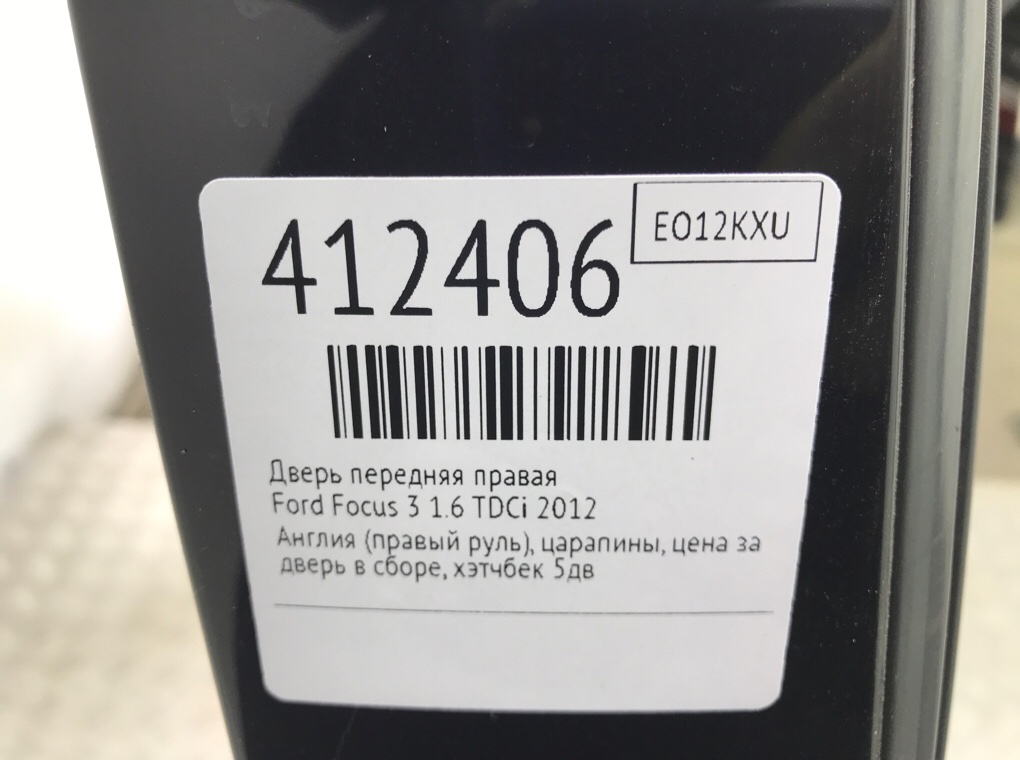 412406
EO12KXU
Дверь передняя правая
Ford Focus 3 1.6 TDCi 2012
Англия (правый руль), царапины, цена за
дверь в сборе, хэтчбек 5дв